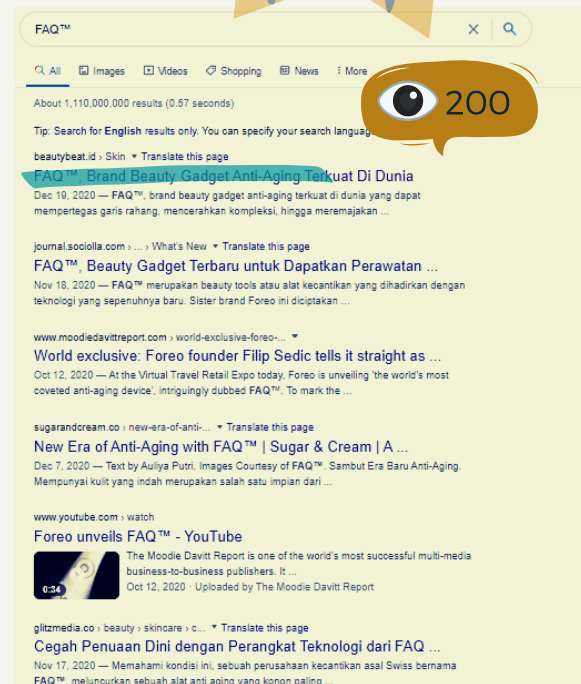 FAQ™
All Images Videos Shopping News More
About 1,110,000,000 results (0.57 seconds)
200
Tip: Search for English results only. You can specify your search language
beautybeat.id › Skin ▾ Translate this page
FAQ™, Brand Beauty Gadget Anti-Aging Terkuat Di Dunia
Dec 19, 2020 — FAQ™, brand beauty gadget anti-aging terkuat di dunia yang dapat
mempertegas garis rahang, mencerahkan kompleksi, hingga meremajakan ...
journal.sociolla.com › ... › What's New ▾ Translate this page
FAQ™, Beauty Gadget Terbaru untuk Dapatkan Perawatan ...
Nov 18, 2020 — FAQ™ merupakan beauty tools atau alat kecantikan yang dihadirkan dengan
teknologi yang sepenuhnya baru. Sister brand Foreo ini diciptakan ...
www.moodiedavittreport.com › world-exclusive-foreo-... ▾
World exclusive: Foreo founder Filip Sedic tells it straight as ...
Oct 12, 2020 — At the Virtual Travel Retail Expo today, Foreo is unveiling 'the world's most
coveted anti-aging device', intriguingly dubbed FAQ™. To mark the ...
sugarandcream.co › new-era-of-anti-... ▾ Translate this page
New Era of Anti-Aging with FAQ™ | Sugar & Cream | A ...
Dec 7, 2020 — Text by Auliya Putri, Images Courtesy of FAQ™. Sambut Era Baru Anti-Aging.
Mempunyai kulit yang indah merupakan salah satu impian dari ...
www.youtube.com › watch
Foreo unveils FAQ™ - YouTube
The Moodie Davitt Report is one of the world's most successful multi-media
business-to-business publishers. It ...
0:34
Oct 12, 2020 · Uploaded by The Moodie Davitt Report
glitzmedia.co › beauty › skincare › c... ▾ Translate this page
Cegah Penuaan Dini dengan Perangkat Teknologi dari FAQ ...
Nov 17, 2020 — Memahami kondisi ini, sebuah perusahaan kecantikan asal Swiss bernama
FAQ™, meluncurkan sebuah alat anti aging yang konon paling ...